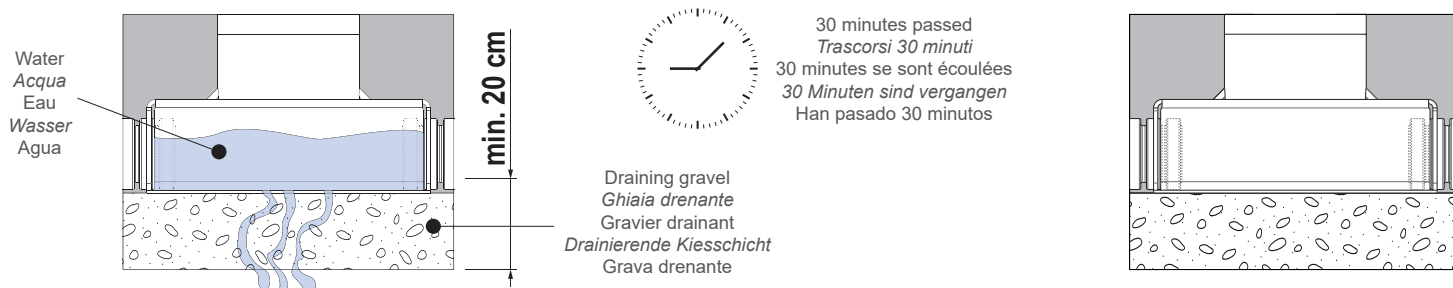 Water
Acqua
Eau
Wasser
Agua
min. 20 cm
30 minutes passed
Trascorsi 30 minuti
30 minutes se sont écoulées
30 Minuten sind vergangen
Han pasado 30 minutos
Draining gravel
Ghiaia drenante
Gravier drainant
Drainierende Kiesschicht
Grava drenante